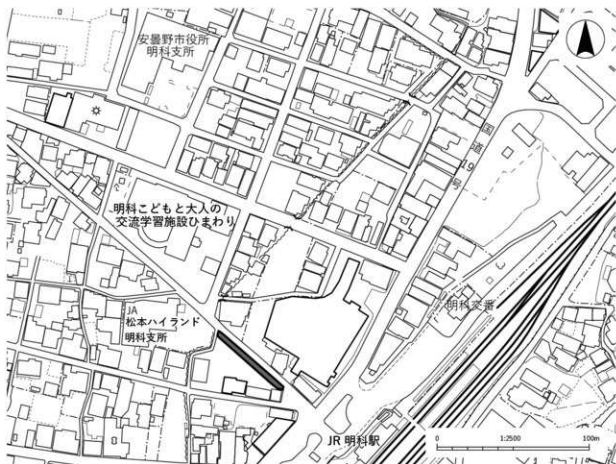 安曇野市役所
明科支所
国道19号
明科こどもと大人の
交流学習施設ひまわり
明科交番
JA
松本ハイランド
明科支所
JR 明科駅
0
1:2500
100m